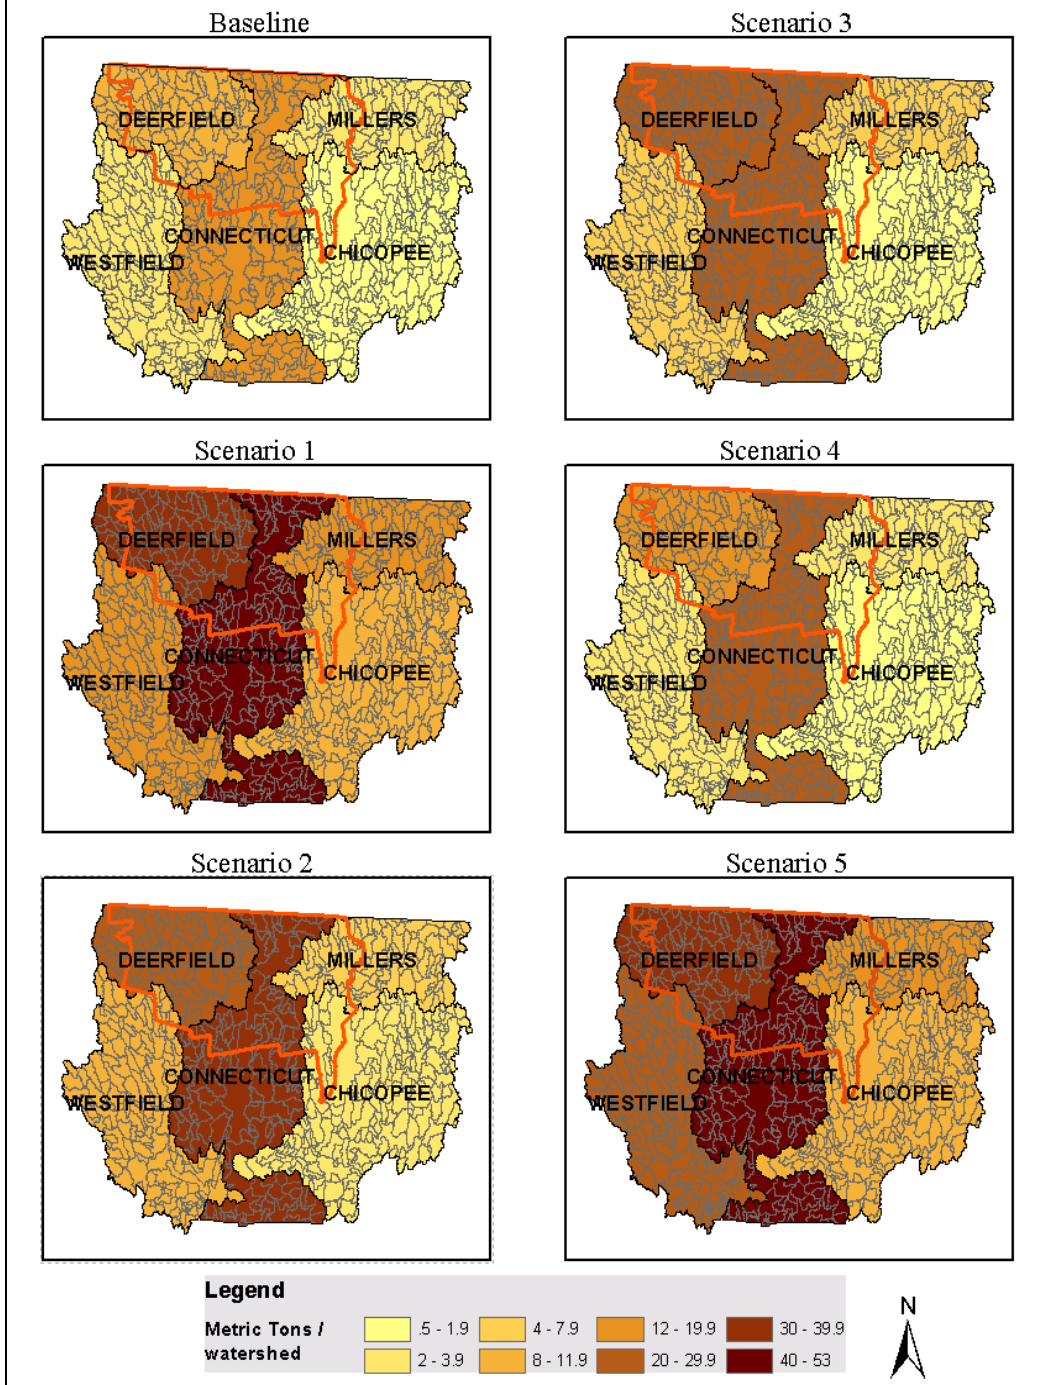 Baseline
Scenario 3
DEERFIELD
MILLERS
CONNECTICUT
CHICOPEE
WESTFIELD
DEERFIELD
MILLERS
CONNECTICUT
CHICOPEE
WESTFIELD
Scenario 1
Scenario 4
DEERFIELD
MILLERS
CONNECTICUT
CHICOPEE
WESTFIELD
DEERFIELD
MILLERS
CONNECTICUT
CHICOPEE
WESTFIELD
Scenario 2
Scenario 5
DEERFIELD
MILLERS
CONNECTICUT
CHICOPEE
WESTFIELD
DEERFIELD
MILLERS
CONNECTICUT
CHICOPEE
WESTFIELD
Legend
Metric Tons /
watershed
.5 - 1.9
4 - 7.9
12 - 19.9
30 - 39.9
2 - 3.9
8 - 11.9
20 - 29.9
40 - 53
N